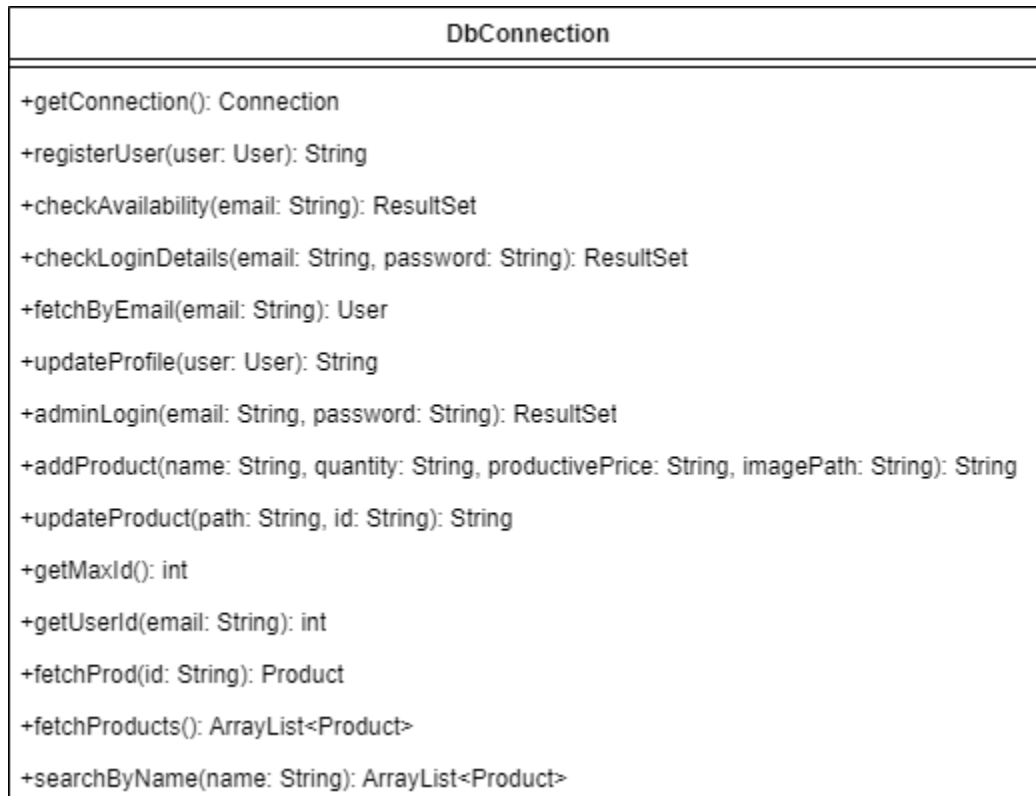 DbConnection
+getConnection(): Connection
+registerUser(user: User): String
+checkAvailability(email: String): ResultSet
+checkLoginDetails(email: String, password: String): ResultSet
+fetchByEmail(email: String): User
+updateProfile(user: User): String
+adminLogin(email: String, password: String): ResultSet
+addProduct(name: String, quantity: String, productivePrice: String, imagePath: String): String
+updateProduct(path: String, id: String): String
+getMaxId(): int
+getUserId(email: String): int
+fetchProd(id: String): Product
+fetchProducts(): ArrayList<Product>
+searchByName(name: String): ArrayList<Product>